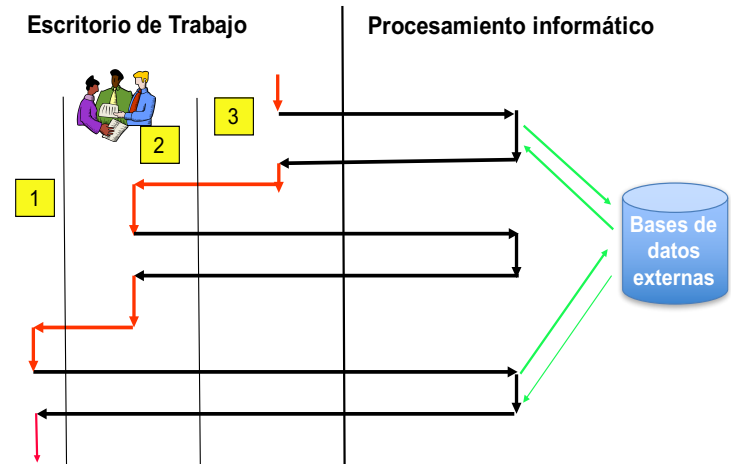 Escritorio de Trabajo
Procesamiento informático
3
2
1
Bases de
datos
externas